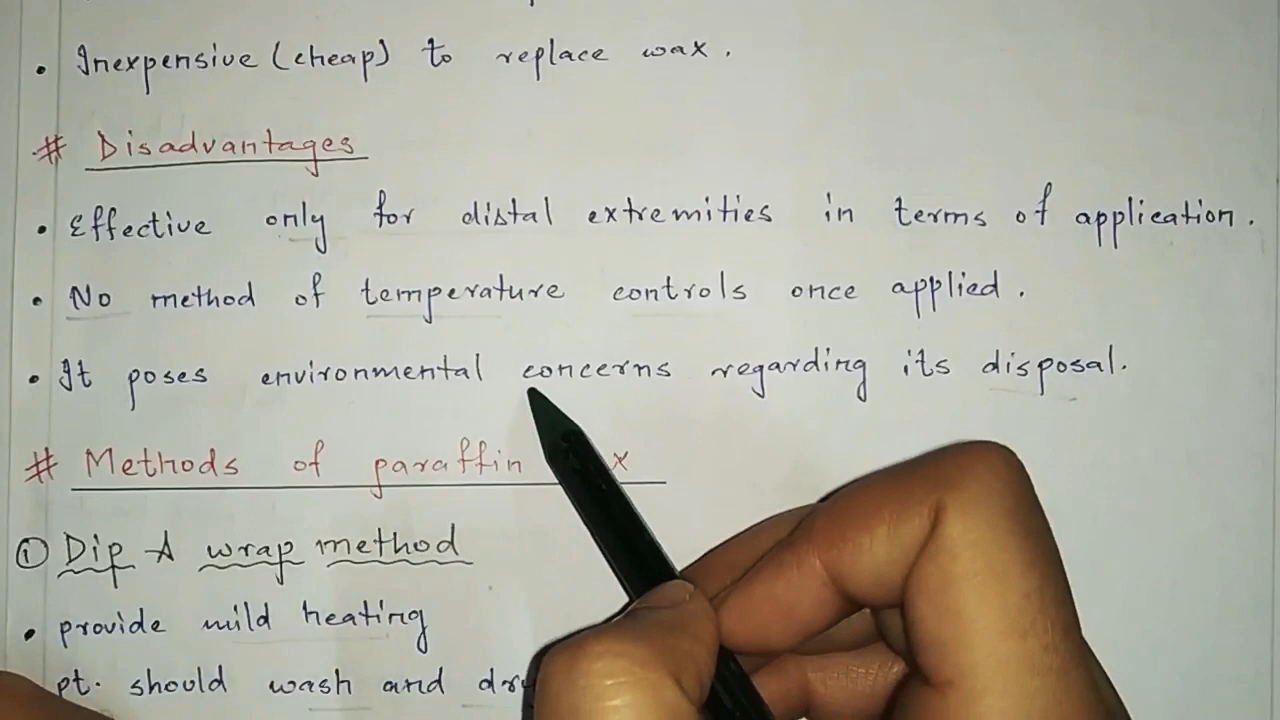 • Inexpensive (cheap) to replace wax.
# Disadvantages
• Effective only for distal extremities in terms of application.
• No method of temperature controls once applied.
• It poses environmental concerns regarding its disposal.
# Methods of paraffin
① Dip & wrap method
• provide mild heating
pt. should wash and